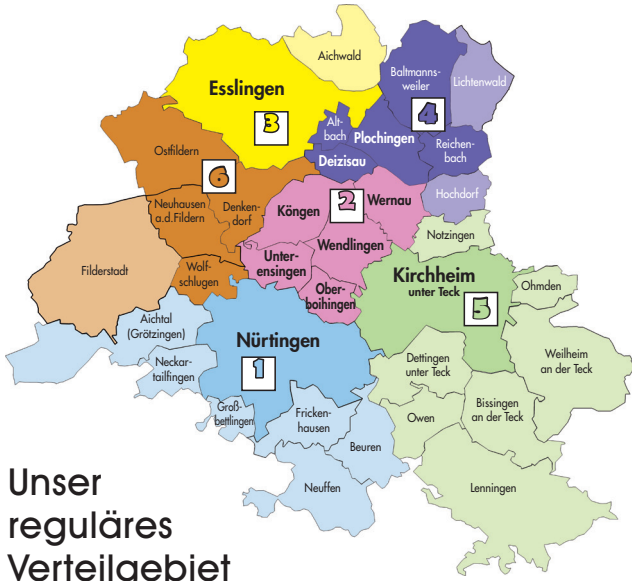 Aichwald
Esslingen
3
Baltmanns-
weiler
Lichtenwald
4
Alt-
bach
Plochingen
Deizisau
Reichen-
bach
Hochdorf
Ostfildern
6
Neuhausen
a.d.Fildern
Denken-
dorf
Wolf-
schlugen
Filderstadt
Köngen
2
Wernau
Wendlingen
Unter-
ensingen
Ober-
boihingen
Notzingen
Kirchheim
unter Teck
5
Ohmden
Weilheim
an der Teck
Dettingen
unter Teck
Bissingen
an der Teck
Owen
Lenningen
Aichtal
(Grötzingen)
Neckar-
tailfingen
Nürtingen
1
Groß-
bettlingen
Fricken-
hausen
Beuren
Neuffen
Unser
reguläres
Verteilgebiet